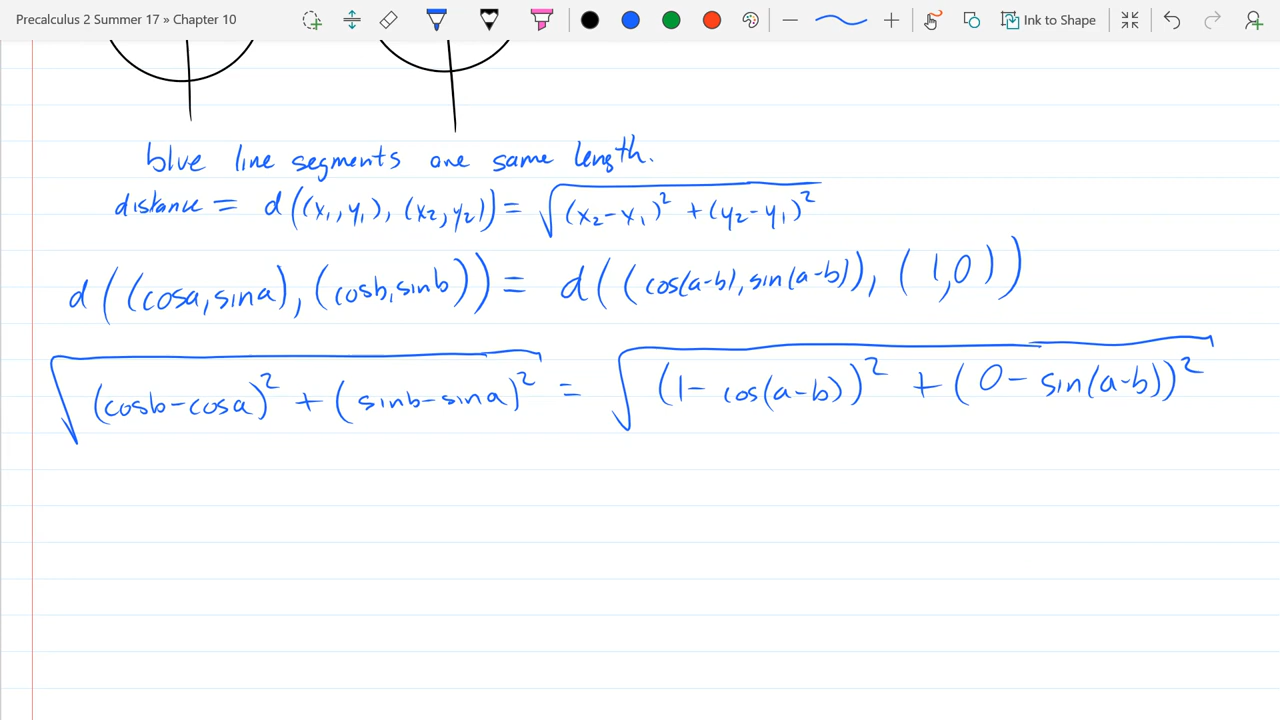 Precalculus 2 Summer 17 » Chapter 10
Ink to Shape
blue line segments are same length.
distance = d((x₁,y₁), (x₂,y₂)) = √((x₂-x₁)² + (y₂-y₁)²)
d((cosa, sina), (cosb, sinb)) = d((cos(a-b), sin(a-b)), (1,0))
√((cosb-cosa)² + (sinb-sina)²) = √((1-cos(a-b))² + (0-sin(a-b))²)